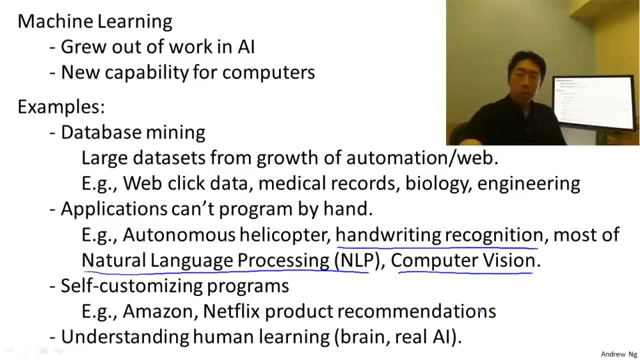 Machine Learning
- Grew out of work in AI
- New capability for computers
Examples:
- Database mining
Large datasets from growth of automation/web.
E.g., Web click data, medical records, biology, engineering
- Applications can’t program by hand.
E.g., Autonomous helicopter, handwriting recognition, most of
Natural Language Processing (NLP), Computer Vision.
- Self-customizing programs
E.g., Amazon, Netflix product recommendations
- Understanding human learning (brain, real AI).
Andrew Ng